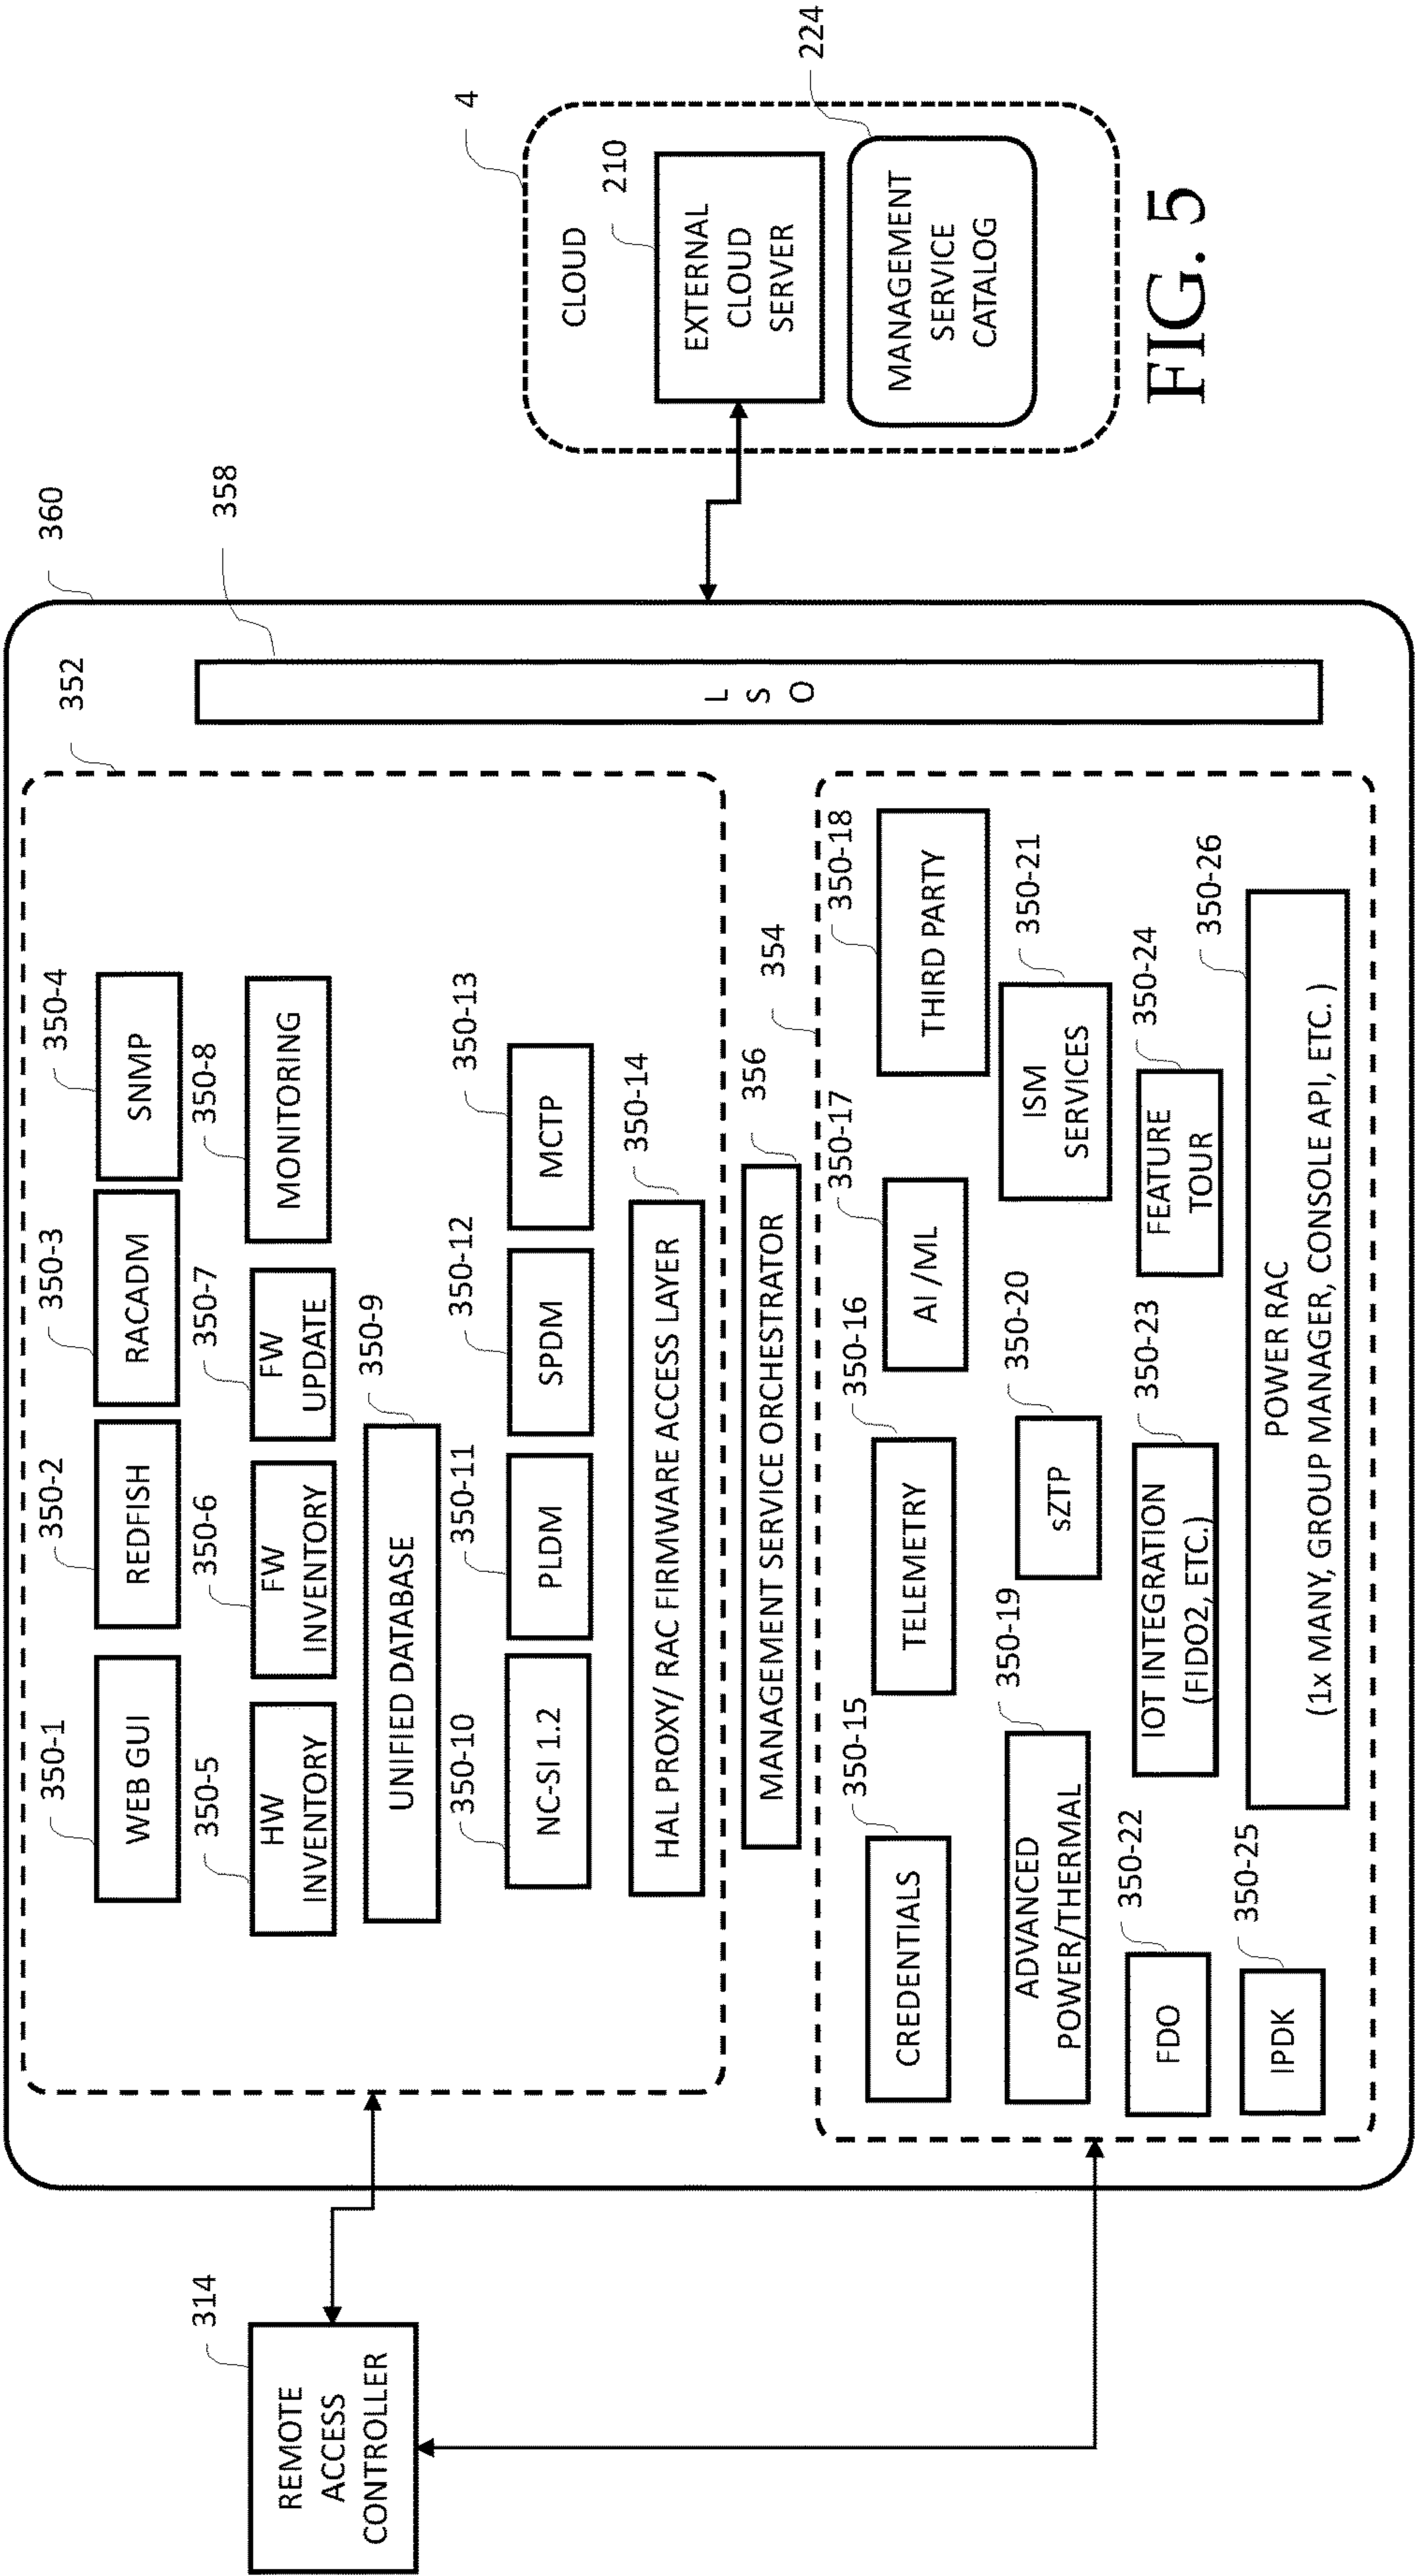 360
352
358
350-1
350-2
350-3
350-4
WEB GUI
REDFISH
RACADM
SNMP
350-5
350-6
350-7
350-8
HW
INVENTORY
FW
INVENTORY
FW
UPDATE
MONITORING
350-9
UNIFIED DATABASE
350-10
350-11
350-12
350-13
NC-SI 1.2
PLDM
SPDM
MCTP
350-14
HAL PROXY/ RAC FIRMWARE ACCESS LAYER
356
354
MANAGEMENT SERVICE ORCHESTRATOR
L
S
O
350-15
350-16
350-17
350-18
CREDENTIALS
TELEMETRY
AI /ML
THIRD PARTY
350-19
350-20
350-21
ADVANCED
POWER/THERMAL
sZTP
ISM
SERVICES
350-22
350-23
350-24
FDO
IOT INTEGRATION
(FIDO2, ETC.)
FEATURE
TOUR
350-25
350-26
IPDK
POWER RAC
(1x MANY, GROUP MANAGER, CONSOLE API, ETC. )
314
REMOTE
ACCESS
CONTROLLER
4
CLOUD
210
EXTERNAL
CLOUD
SERVER
224
MANAGEMENT
SERVICE
CATALOG
FIG. 5